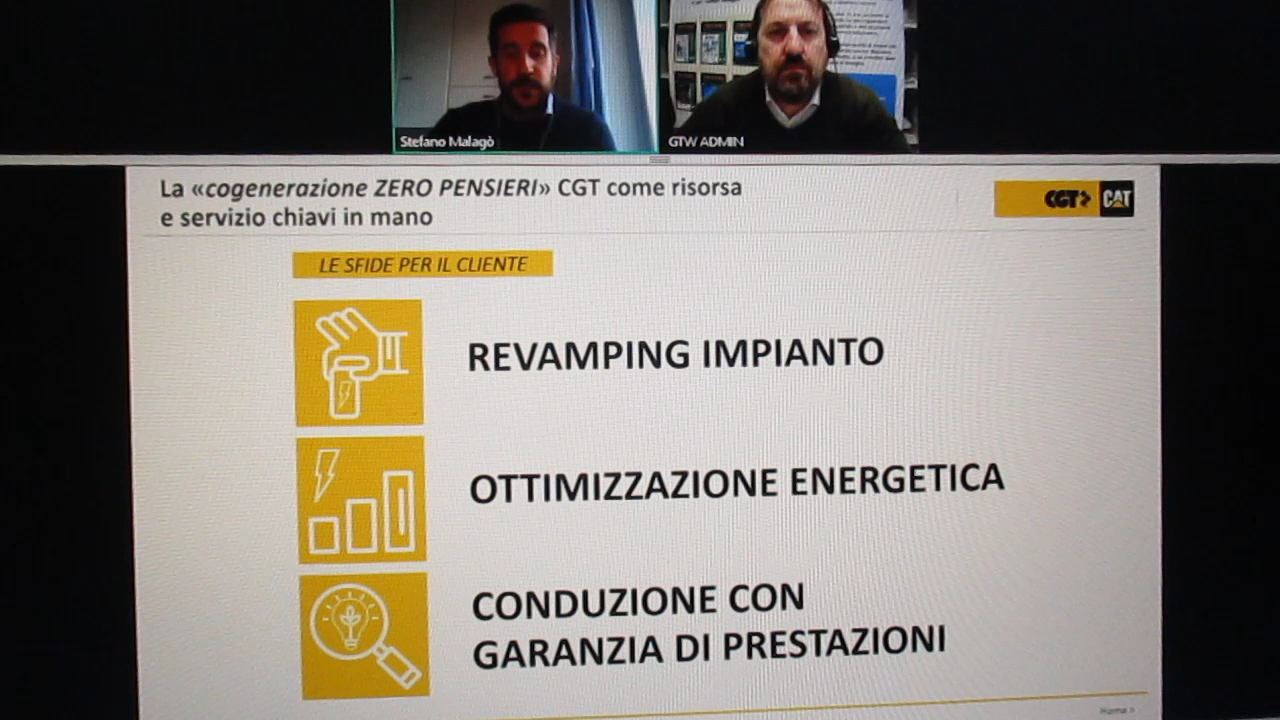 Stefano Malagò
GTW ADMIN
La «cogenerazione ZERO PENSIERI» CGT come risorsa
e servizio chiavi in mano
CGT
CAT
LE SFIDE PER IL CLIENTE
REVAMPING IMPIANTO
OTTIMIZZAZIONE ENERGETICA
CONDUZIONE CON
GARANZIA DI PRESTAZIONI
Home >